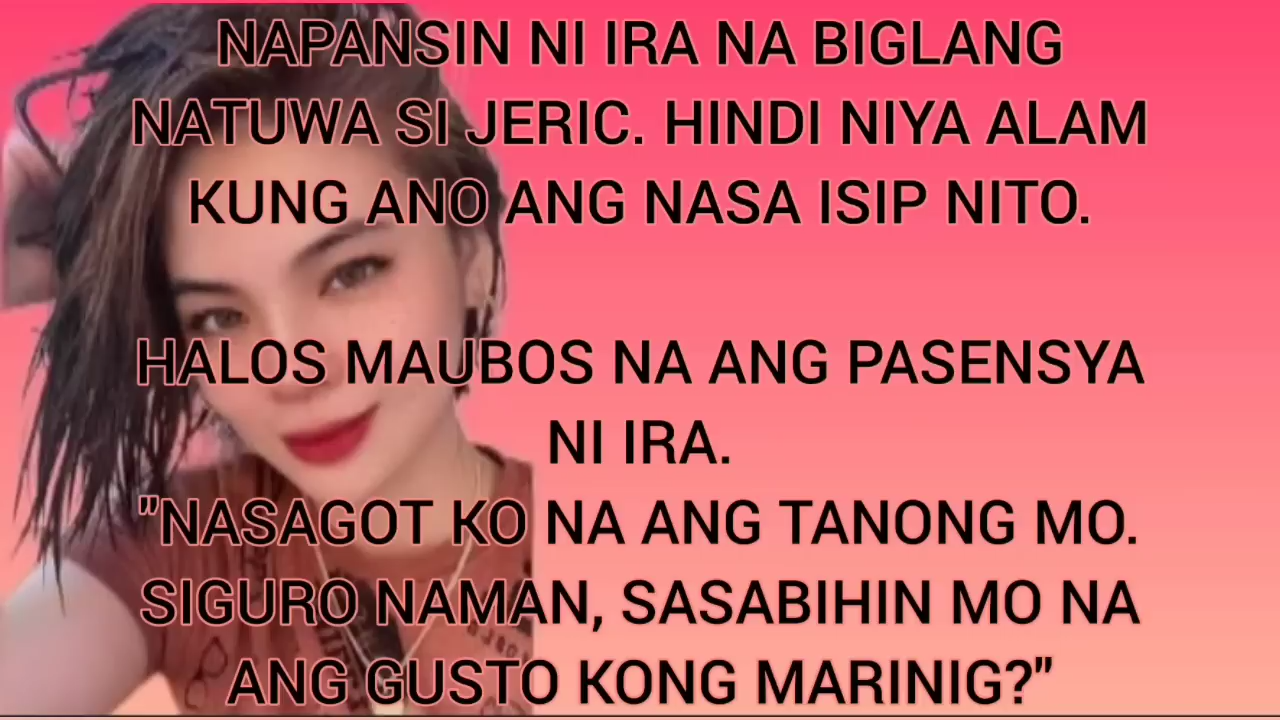 NAPANSIN NI IRA NA BIGLANG
NATUWA SI JERIC. HINDI NIYA ALAM
KUNG ANO ANG NASA ISIP NITO.
HALOS MAUBOS NA ANG PASENSYA
NI IRA.
"NASAGOT KO NA ANG TANONG MO.
SIGURO NAMAN, SASABIHIN MO NA
ANG GUSTO KONG MARINIG?"